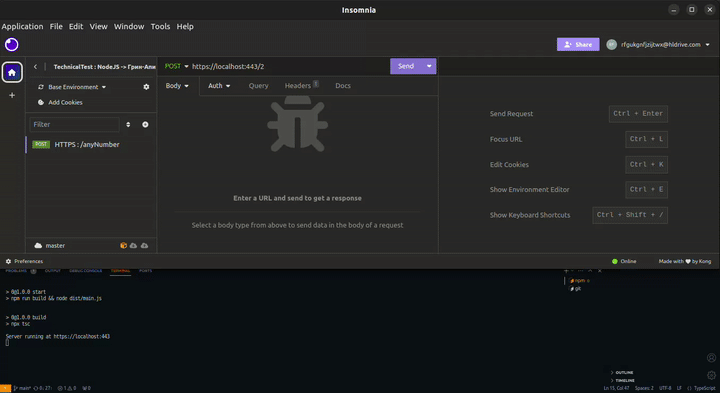 Insomnia
Application File Edit View Window Tools Help
Share rfgukgnfjzijtwx@hldrive.com
TechnicalTest : NodeJS -> Грин-Апи
POST https://localhost:443/2 Send
Base Environment
Body Auth Query Headers Docs
Add Cookies
Filter
POST HTTPS : /anyNumber
Send Request Ctrl + Enter
Focus URL Ctrl + L
Edit Cookies Ctrl + K
Show Environment Editor Ctrl + E
Show Keyboard Shortcuts Ctrl + Shift + /
Enter a URL and send to get a response
Select a body type from above to send data in the body of a request
master
Preferences Online Made with by Kong
PROBLEMS OUTPUT DEBUG CONSOLE TERMINAL PORTS
> 0@1.0.0 start
> npm run build && node dist/main.js
> 0@1.0.0 build
> npx tsc
Server running at https://localhost:443
npm
git
OUTLINE
TIMELINE
Ln 15, Col 47 Spaces: 2 UTF-8 LF TypeScript